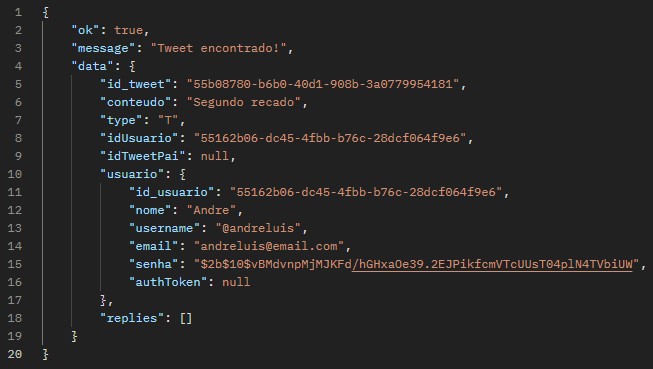 1 {
2 "ok": true,
3 "message": "Tweet encontrado!",
4 "data": {
5 "id_tweet": "55b08780-b6b0-40d1-908b-3a0779954181",
6 "conteudo": "Segundo recado",
7 "type": "T",
8 "idUsuario": "55162b06-dc45-4fbb-b76c-28dcf064f9e6",
9 "idTweetPai": null,
10 "usuario": {
11 "id_usuario": "55162b06-dc45-4fbb-b76c-28dcf064f9e6",
12 "nome": "Andre",
13 "username": "@andreluis",
14 "email": "andreluis@email.com",
15 "senha": "$2b$10$vBMdvnpMjMJKFd/hGHxaOe39.2EJPikfcmVTcUUsT04plN4TVbiUW",
16 "authToken": null
17 },
18 "replies": []
19 }
20 }